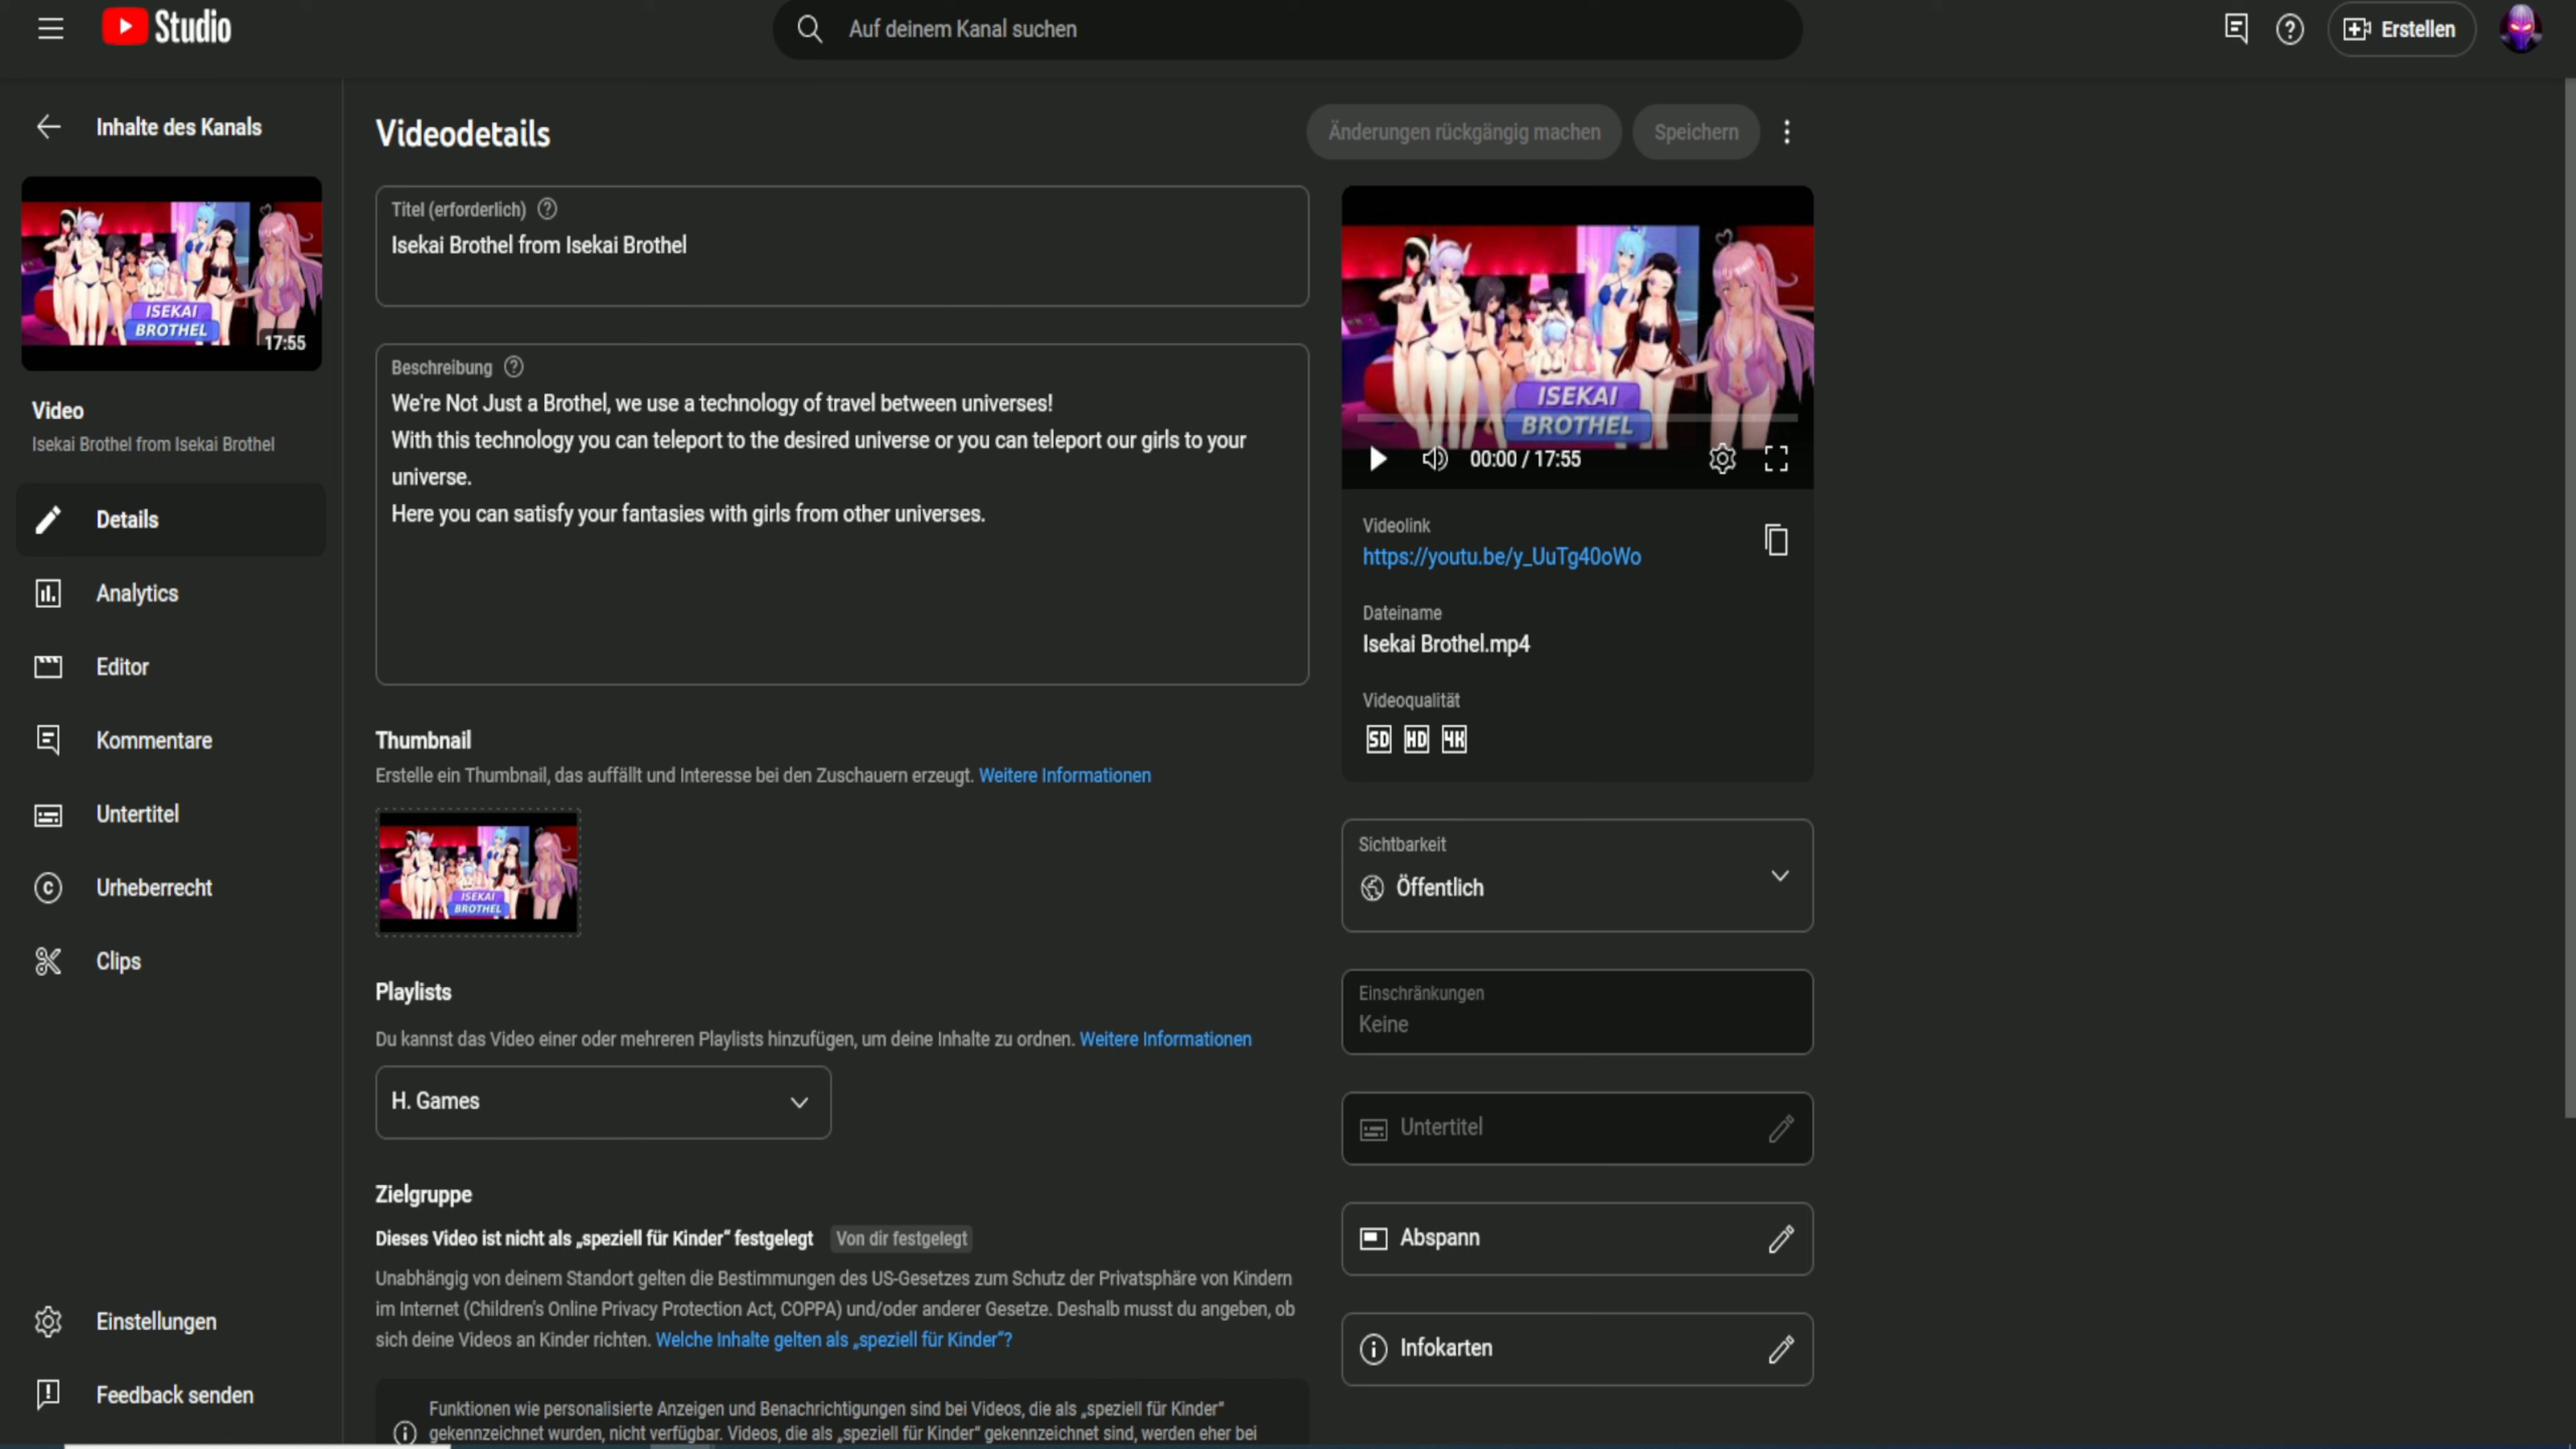 Studio
Auf deinem Kanal suchen
Erstellen
Inhalte des Kanals
ISEKAI
BROTHEL
17:55
Video
Isekai Brothel from Isekai Brothel
Details
Analytics
Editor
Kommentare
Untertitel
Urheberrecht
Clips
Einstellungen
Feedback senden
Videodetails
Änderungen rückgängig machen
Speichern
Titel (erforderlich)
Isekai Brothel from Isekai Brothel
Beschreibung
We're Not Just a Brothel, we use a technology of travel between universes!
With this technology you can teleport to the desired universe or you can teleport our girls to your
universe.
Here you can satisfy your fantasies with girls from other universes.
Thumbnail
Erstelle ein Thumbnail, das auffällt und Interesse bei den Zuschauern erzeugt. Weitere Informationen
ISEKAI
BROTHEL
Playlists
Du kannst das Video einer oder mehreren Playlists hinzufügen, um deine Inhalte zu ordnen. Weitere Informationen
H. Games
Zielgruppe
Dieses Video ist nicht als „speziell für Kinder" festgelegt Von dir festgelegt
Unabhängig von deinem Standort gelten die Bestimmungen des US-Gesetzes zum Schutz der Privatsphäre von Kindern
im Internet (Children's Online Privacy Protection Act, COPPA) und/oder anderer Gesetze. Deshalb musst du angeben, ob
sich deine Videos an Kinder richten. Welche Inhalte gelten als „speziell für Kinder"?
Funktionen wie personalisierte Anzeigen und Benachrichtigungen sind bei Videos, die als „speziell für Kinder"
gekennzeichnet wurden, nicht verfügbar. Videos, die als „speziell für Kinder" gekennzeichnet sind, werden eher bei
ISEKAI
BROTHEL
00:00 / 17:55
Videolink
https://youtu.be/y_UuTg40oWo
Dateiname
Isekai Brothel.mp4
Videoqualität
SD HD 4K
Sichtbarkeit
Öffentlich
Einschränkungen
Keine
Untertitel
Abspann
Infokarten